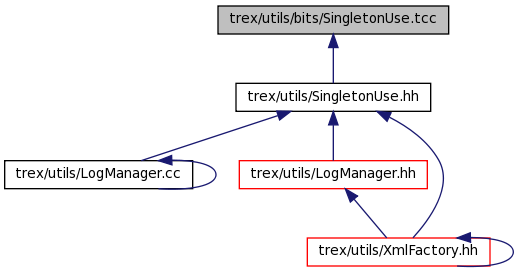 trex/utils/bits/SingletonUse.tcc
trex/utils/SingletonUse.hh
trex/utils/LogManager.cc
trex/utils/LogManager.hh
trex/utils/XmlFactory.hh